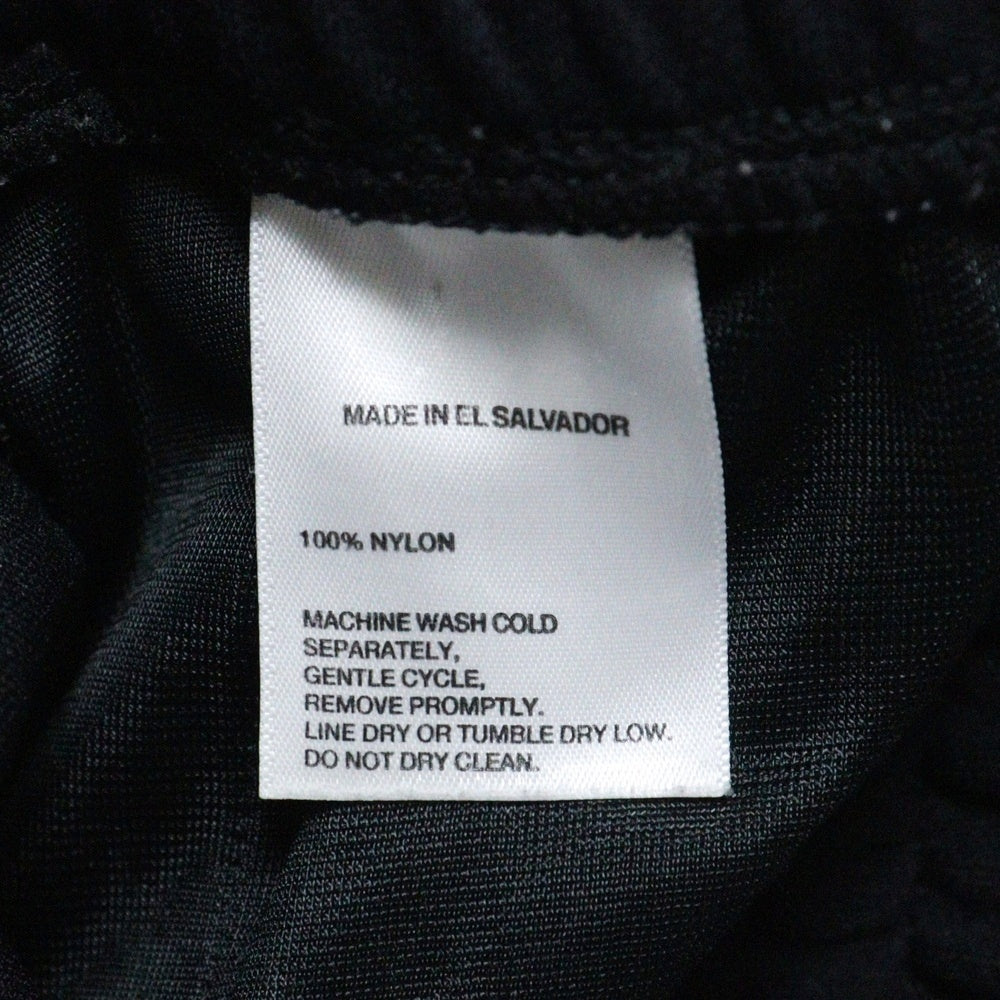 MADE IN EL SALVADOR
100% NYLON
MACHINE WASH COLD
SEPARATELY,
GENTLE CYCLE,
REMOVE PROMPTLY.
LINE DRY OR TUMBLE DRY LOW.
DO NOT DRY CLEAN.